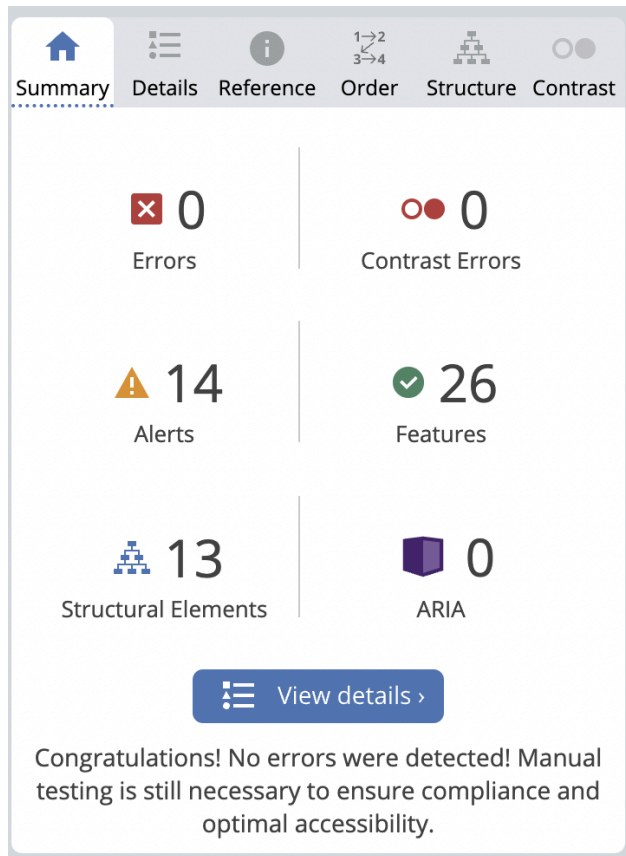 1→2
3→4
Summary Details Reference Order Structure Contrast
0 0
Errors Contrast Errors
14 26
Alerts Features
13 0
Structural Elements ARIA
View details ›
Congratulations! No errors were detected! Manual
testing is still necessary to ensure compliance and
optimal accessibility.